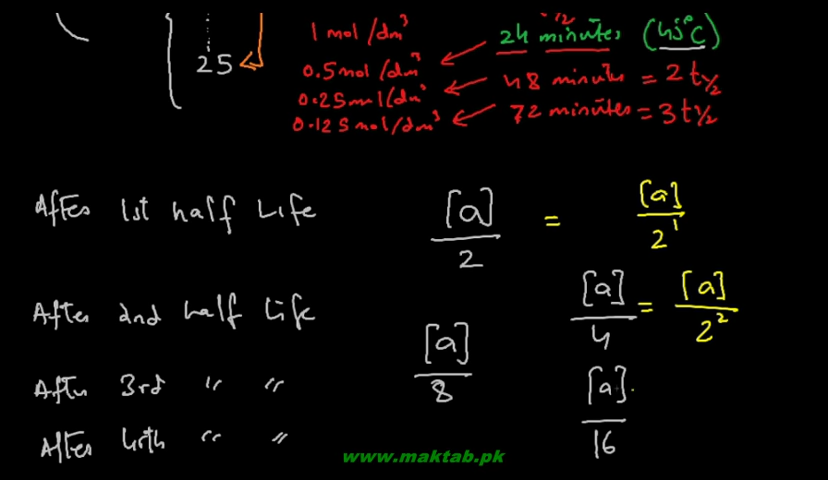 1 mol/dm³
24 minutes (45°C)
25
0.5 mol/dm³
48 minutes = 2 t½
0.25 mol/dm³
72 minutes = 3 t½
0.125 mol/dm³
After 1st half Life [a]/2 = [a]/2¹
After 2nd half Life [a]/4 = [a]/2²
After 3rd " " [a]/8
After 4th " " [a]/16
www.maktab.pk